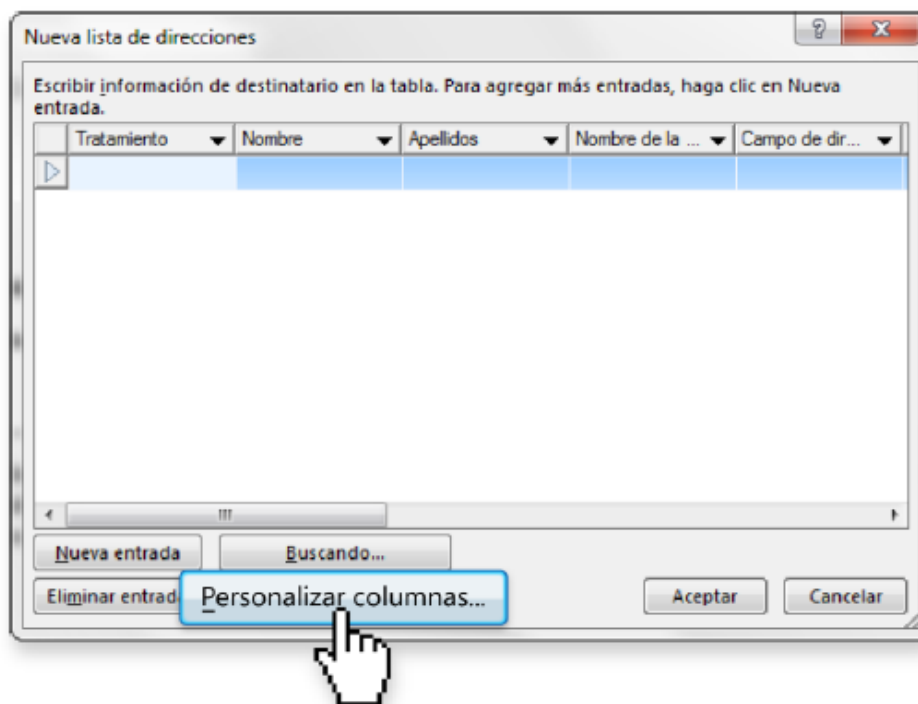 Nueva lista de direcciones
Escribir información de destinatario en la tabla. Para agregar más entradas, haga clic en Nueva
entrada.
Tratamiento Nombre Apellidos Nombre de la ... Campo de dir...
Nueva entrada Buscando...
Eliminar entrad Personalizar columnas... Aceptar Cancelar